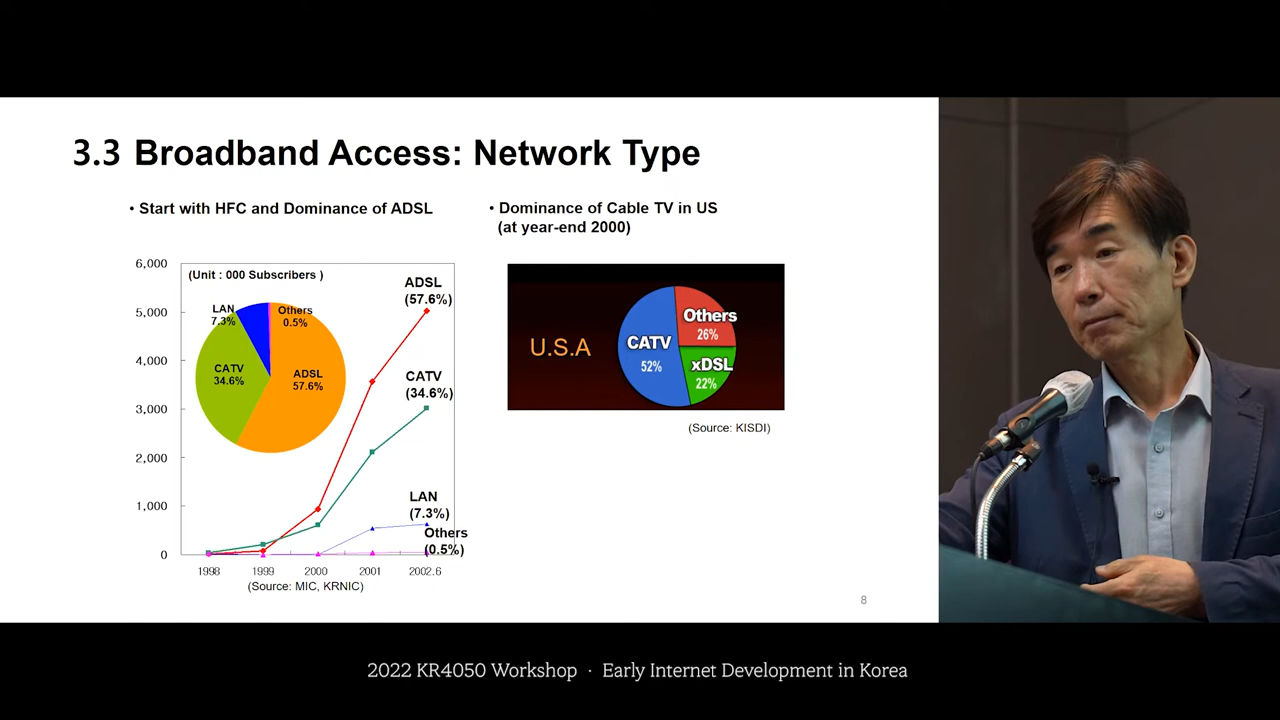 3.3 Broadband Access: Network Type
• Start with HFC and Dominance of ADSL
6,000
5,000
4,000
3,000
2,000
1,000
0
(Unit : 000 Subscribers )
LAN
7.3%
Others
0.5%
CATV
34.6%
ADSL
57.6%
ADSL
(57.6%)
CATV
(34.6%)
LAN
(7.3%)
Others
(0.5%)
1998
1999
2000
2001
2002.6
(Source: MIC, KRNIC)
• Dominance of Cable TV in US
(at year-end 2000)
U.S.A
CATV
52%
Others
26%
xDSL
22%
(Source: KISDI)
8
2022 KR4050 Workshop · Early Internet Development in Korea